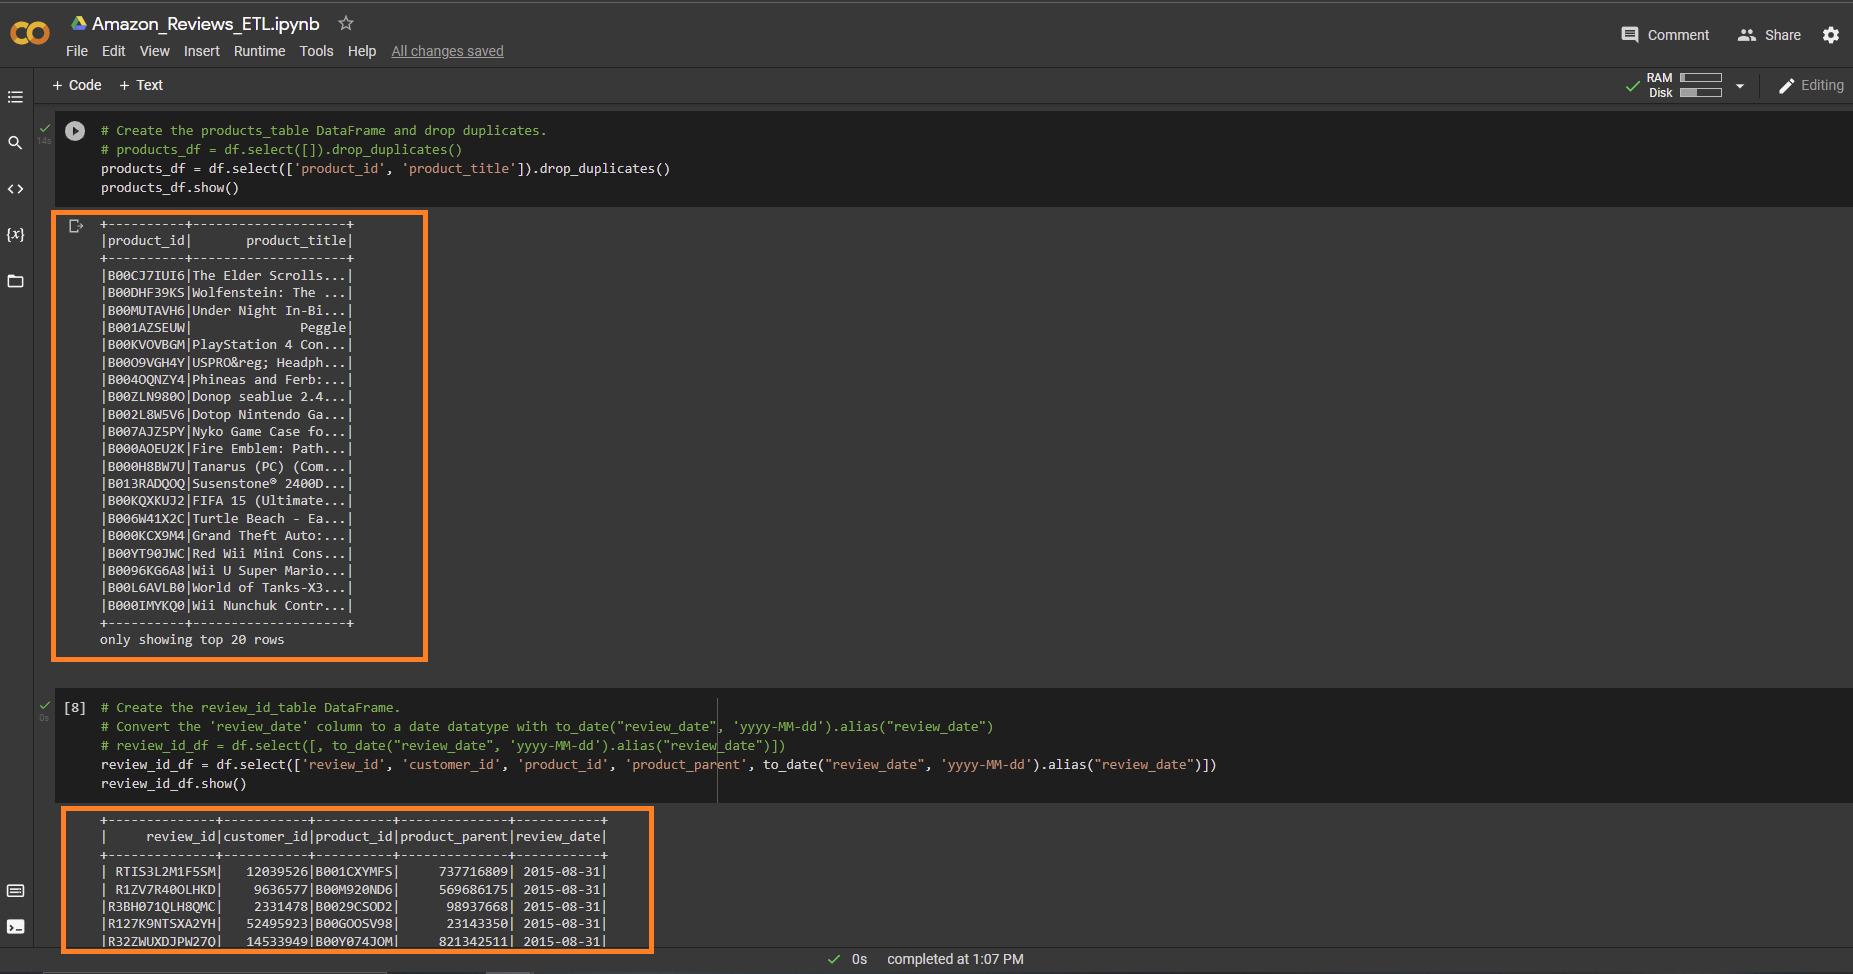 Amazon_Reviews_ETL.ipynb
File Edit View Insert Runtime Tools Help All changes saved
Comment Share
+ Code + Text
RAM
Disk
Editing
14s
# Create the products_table DataFrame and drop duplicates.
# products_df = df.select([]).drop_duplicates()
products_df = df.select(['product_id', 'product_title']).drop_duplicates()
products_df.show()
+----------+--------------------+
|product_id|       product_title|
+----------+--------------------+
|B00CJ7IUI6|The Elder Scrolls...|
|B00DHF39KS|Wolfenstein: The ...|
|B00MUTAVH6|Under Night In-Bi...|
|B001AZSEUW|              Peggle|
|B00KVOVBGM|PlayStation 4 Con...|
|B00O9VGH4Y|USPRO&reg; Headph...|
|B004OQNZY4|Phineas and Ferb:...|
|B00ZLN980O|Donop seablue 2.4...|
|B002L8W5V6|Dotop Nintendo Ga...|
|B007AJZ5PY|Nyko Game Case fo...|
|B000AOEU2K|Fire Emblem: Path...|
|B000H8BW7U|Tanarus (PC) (Com...|
|B013RADQOQ|Susenstone® 2400D...|
|B00KQXKUJ2|FIFA 15 (Ultimate...|
|B006W41X2C|Turtle Beach - Ea...|
|B000KCX9M4|Grand Theft Auto:...|
|B00YT90JWC|Red Wii Mini Cons...|
|B0096KG6A8|Wii U Super Mario...|
|B00L6AVLB0|World of Tanks-X3...|
|B000IMYKQ0|Wii Nunchuk Contr...|
+----------+--------------------+
only showing top 20 rows
0s
[8] # Create the review_id_table DataFrame.
# Convert the 'review_date' column to a date datatype with to_date("review_date", 'yyyy-MM-dd').alias("review_date")
# review_id_df = df.select([, to_date("review_date", 'yyyy-MM-dd').alias("review_date")])
review_id_df = df.select(['review_id', 'customer_id', 'product_id', 'product_parent', to_date("review_date", 'yyyy-MM-dd').alias("review_date")])
review_id_df.show()
+--------------+-----------+----------+--------------+-----------+
|     review_id|customer_id|product_id|product_parent|review_date|
+--------------+-----------+----------+--------------+-----------+
| RTIS3L2M1F5SM|   12039526|B001CXYMFS|     737716809| 2015-08-31|
| R1ZV7R40OLHKD|    9636577|B00M920ND6|     569686175| 2015-08-31|
|R3BH071QLH8QMC|    2331478|B0029CSOD2|      98937668| 2015-08-31|
|R127K9NTSXA2YH|   52495923|B00GOOSV98|      23143350| 2015-08-31|
|R32ZWUXDJPW27Q|   14533949|B00Y074JOM|     821342511| 2015-08-31|
0s completed at 1:07 PM